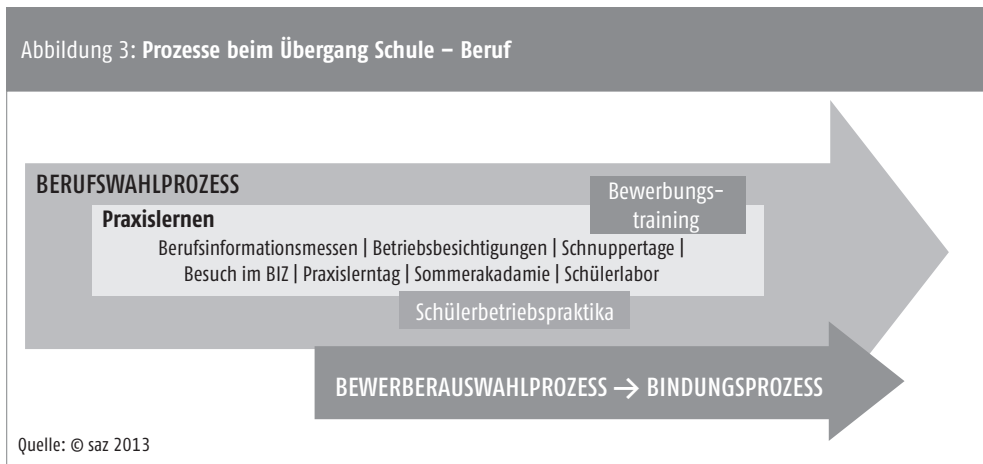 Abbildung 3: Prozesse beim Übergang Schule – Beruf
BERUFSWAHLPROZESS
Bewerbungs-
training
Praxislernen
Berufsinformationsmessen | Betriebsbesichtigungen | Schnuppertage |
Besuch im BIZ | Praxislerntag | Sommerakadamie | Schülerlabor
Schülerbetriebspraktika
BEWERBERAUSWAHLPROZESS → BINDUNGSPROZESS
Quelle: © saz 2013